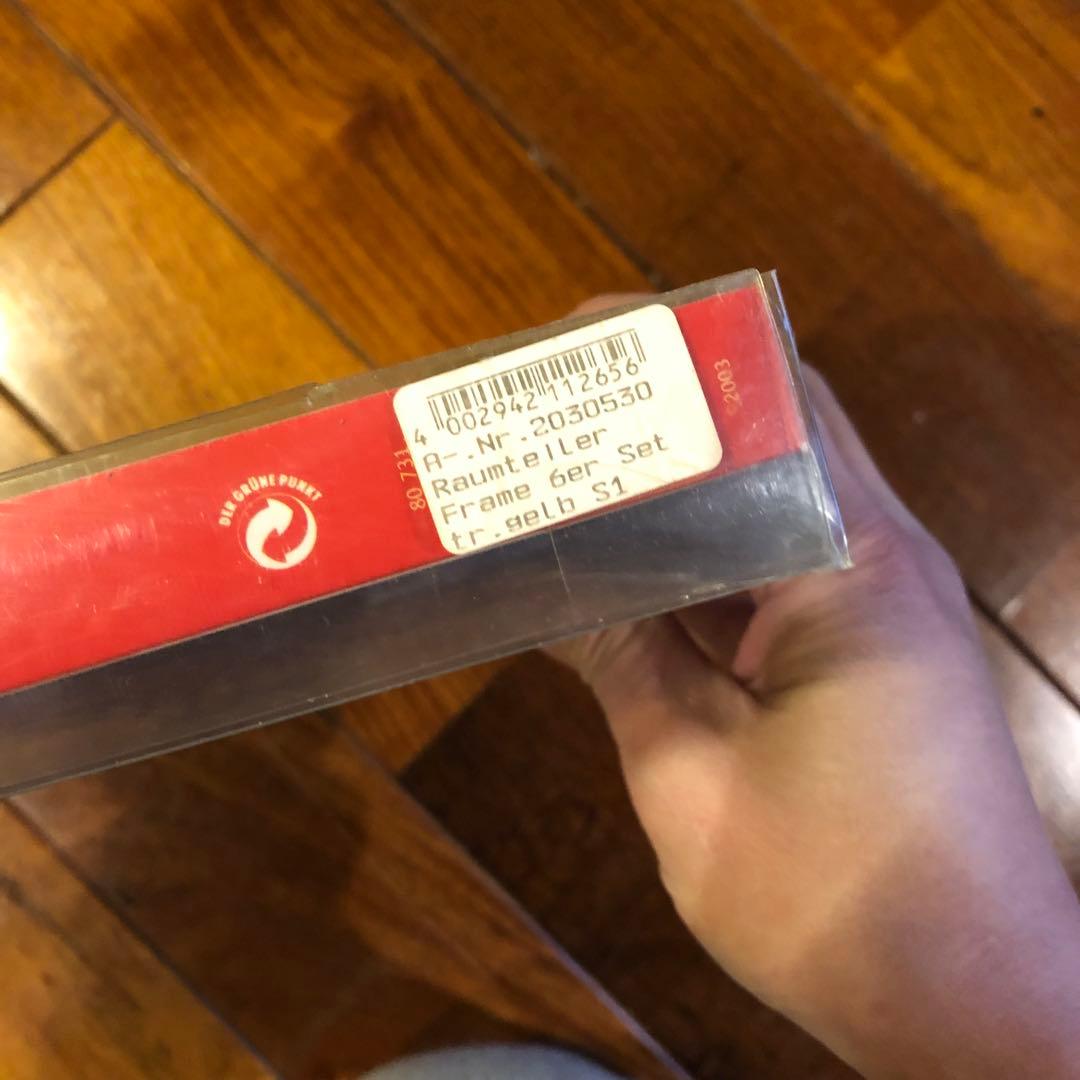 4 002942 112656
A-.Nr.2030530
Raumteiler
Frame 6er Set
tr.gelb S1
©2003
80 731
DER GRÜNE PUNKT